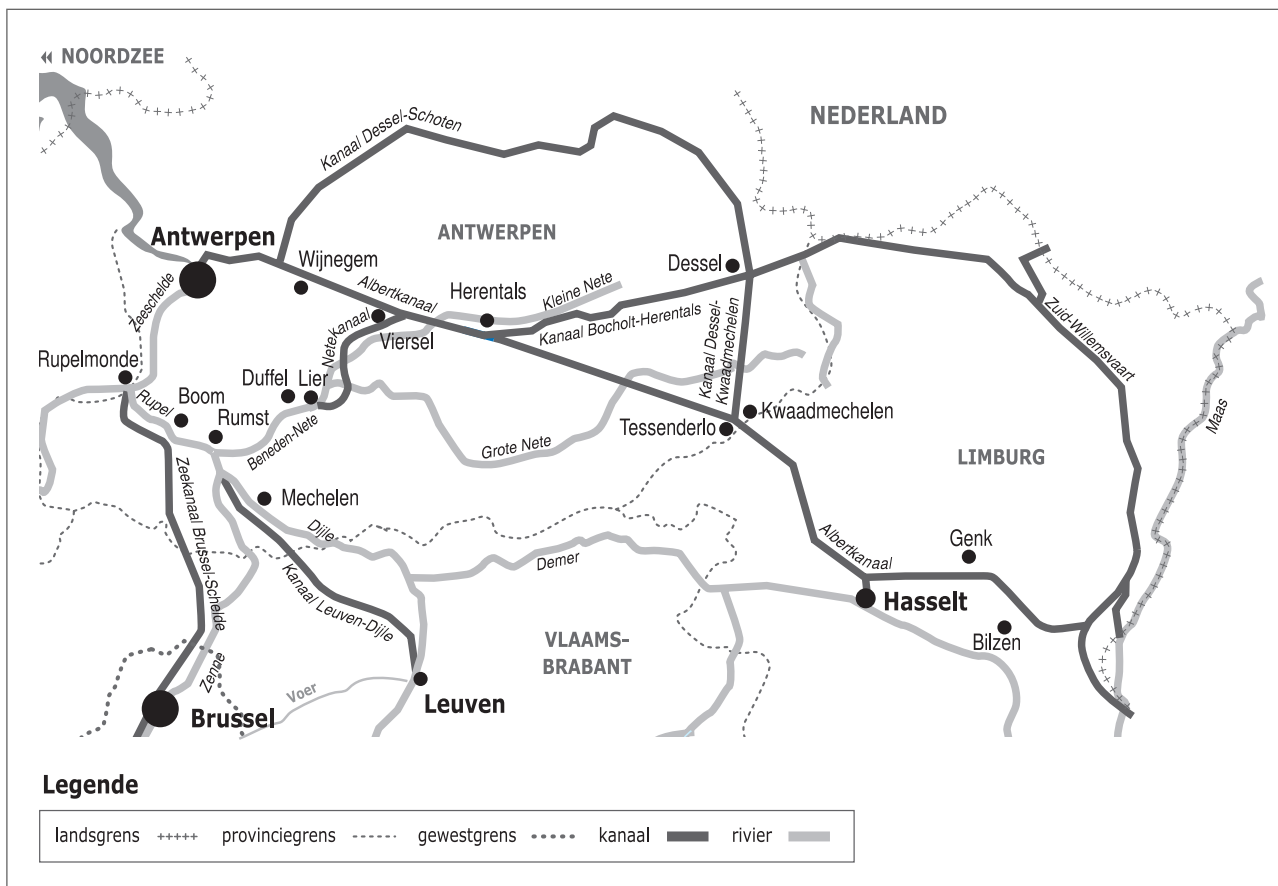 NOORDZEE
NEDERLAND
Kanaal Dessel-Schoten
Antwerpen
ANTWERPEN
Wijnegem
Dessel
Zeeschelde
Albertkanaal
Herentals
Kleine Nete
Kanaal Bocholt-Herentals
Kanaal Dessel-
Kwaadmechelen
Zuid-Willemsvaart
Netekanaal
Viersel
Rupelmonde
Duffel
Lier
Boom
Rupel
Rumst
Beneden-Nete
Grote Nete
Tessenderlo
Kwaadmechelen
Maas
LIMBURG
Zeekanaal Brussel-Schelde
Mechelen
Dijle
Kanaal Leuven-Dijle
Demer
Albertkanaal
Genk
Hasselt
Bilzen
VLAAMS-
BRABANT
Zenne
Voer
Leuven
Brussel
Legende
landsgrens provinciegrens gewestgrens kanaal rivier